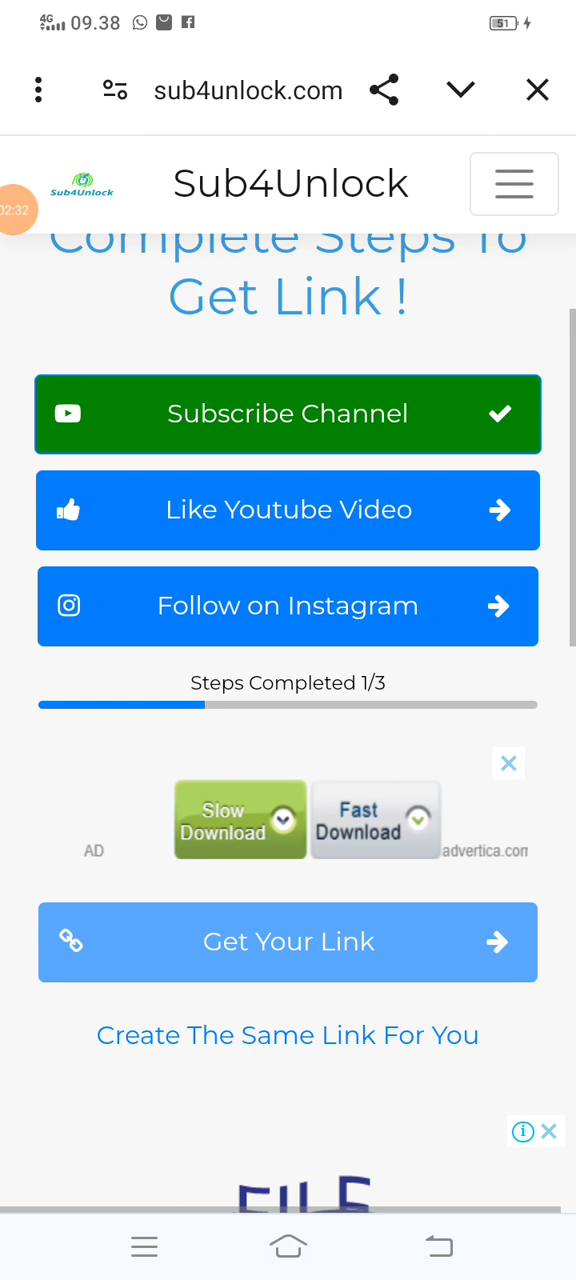 4G 09.38 51
sub4unlock.com
Sub4Unlock Sub4Unlock
02:32
Complete Steps To
Get Link !
Subscribe Channel
Like Youtube Video
Follow on Instagram
Steps Completed 1/3
Slow
Download
Fast
Download
AD
advertica.com
Get Your Link
Create The Same Link For You
FILE